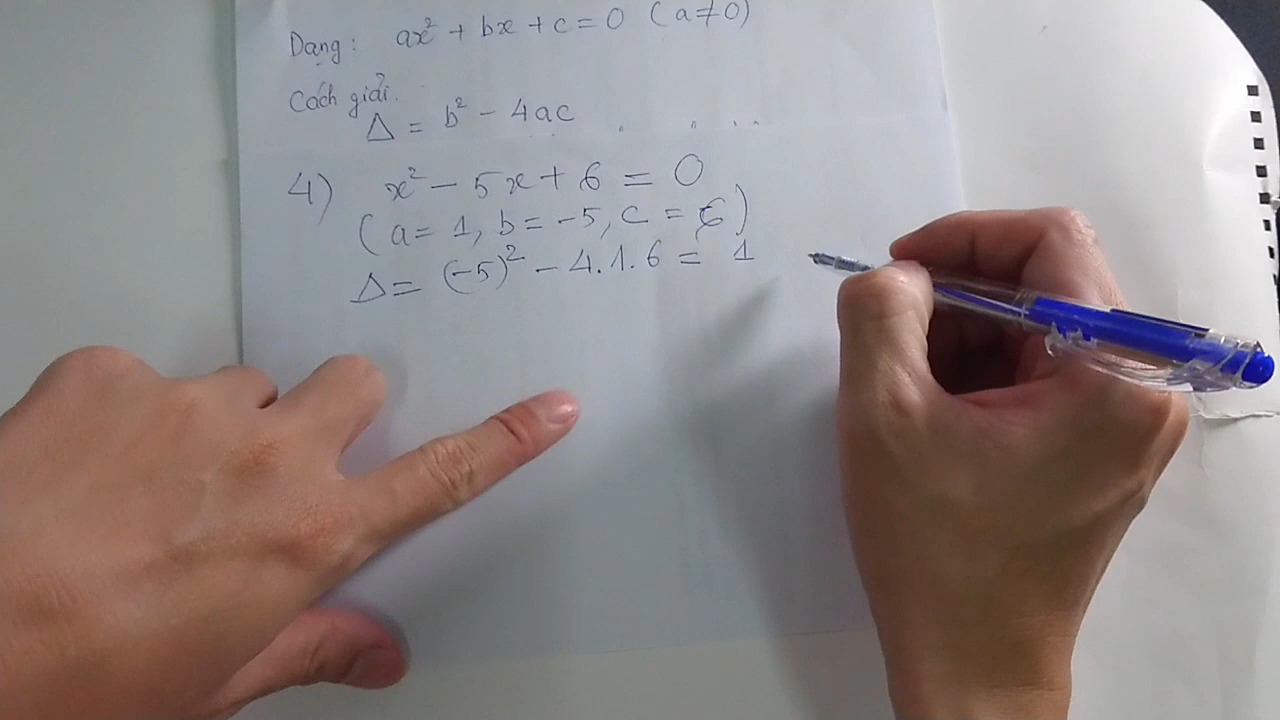 Dạng: ax² + bx + c = 0 (a ≠ 0)
Cách giải.
Δ = b² - 4ac
4) x² - 5x + 6 = 0
(a = 1, b = -5, c = 6)
Δ = (-5)² - 4.1.6 = 1